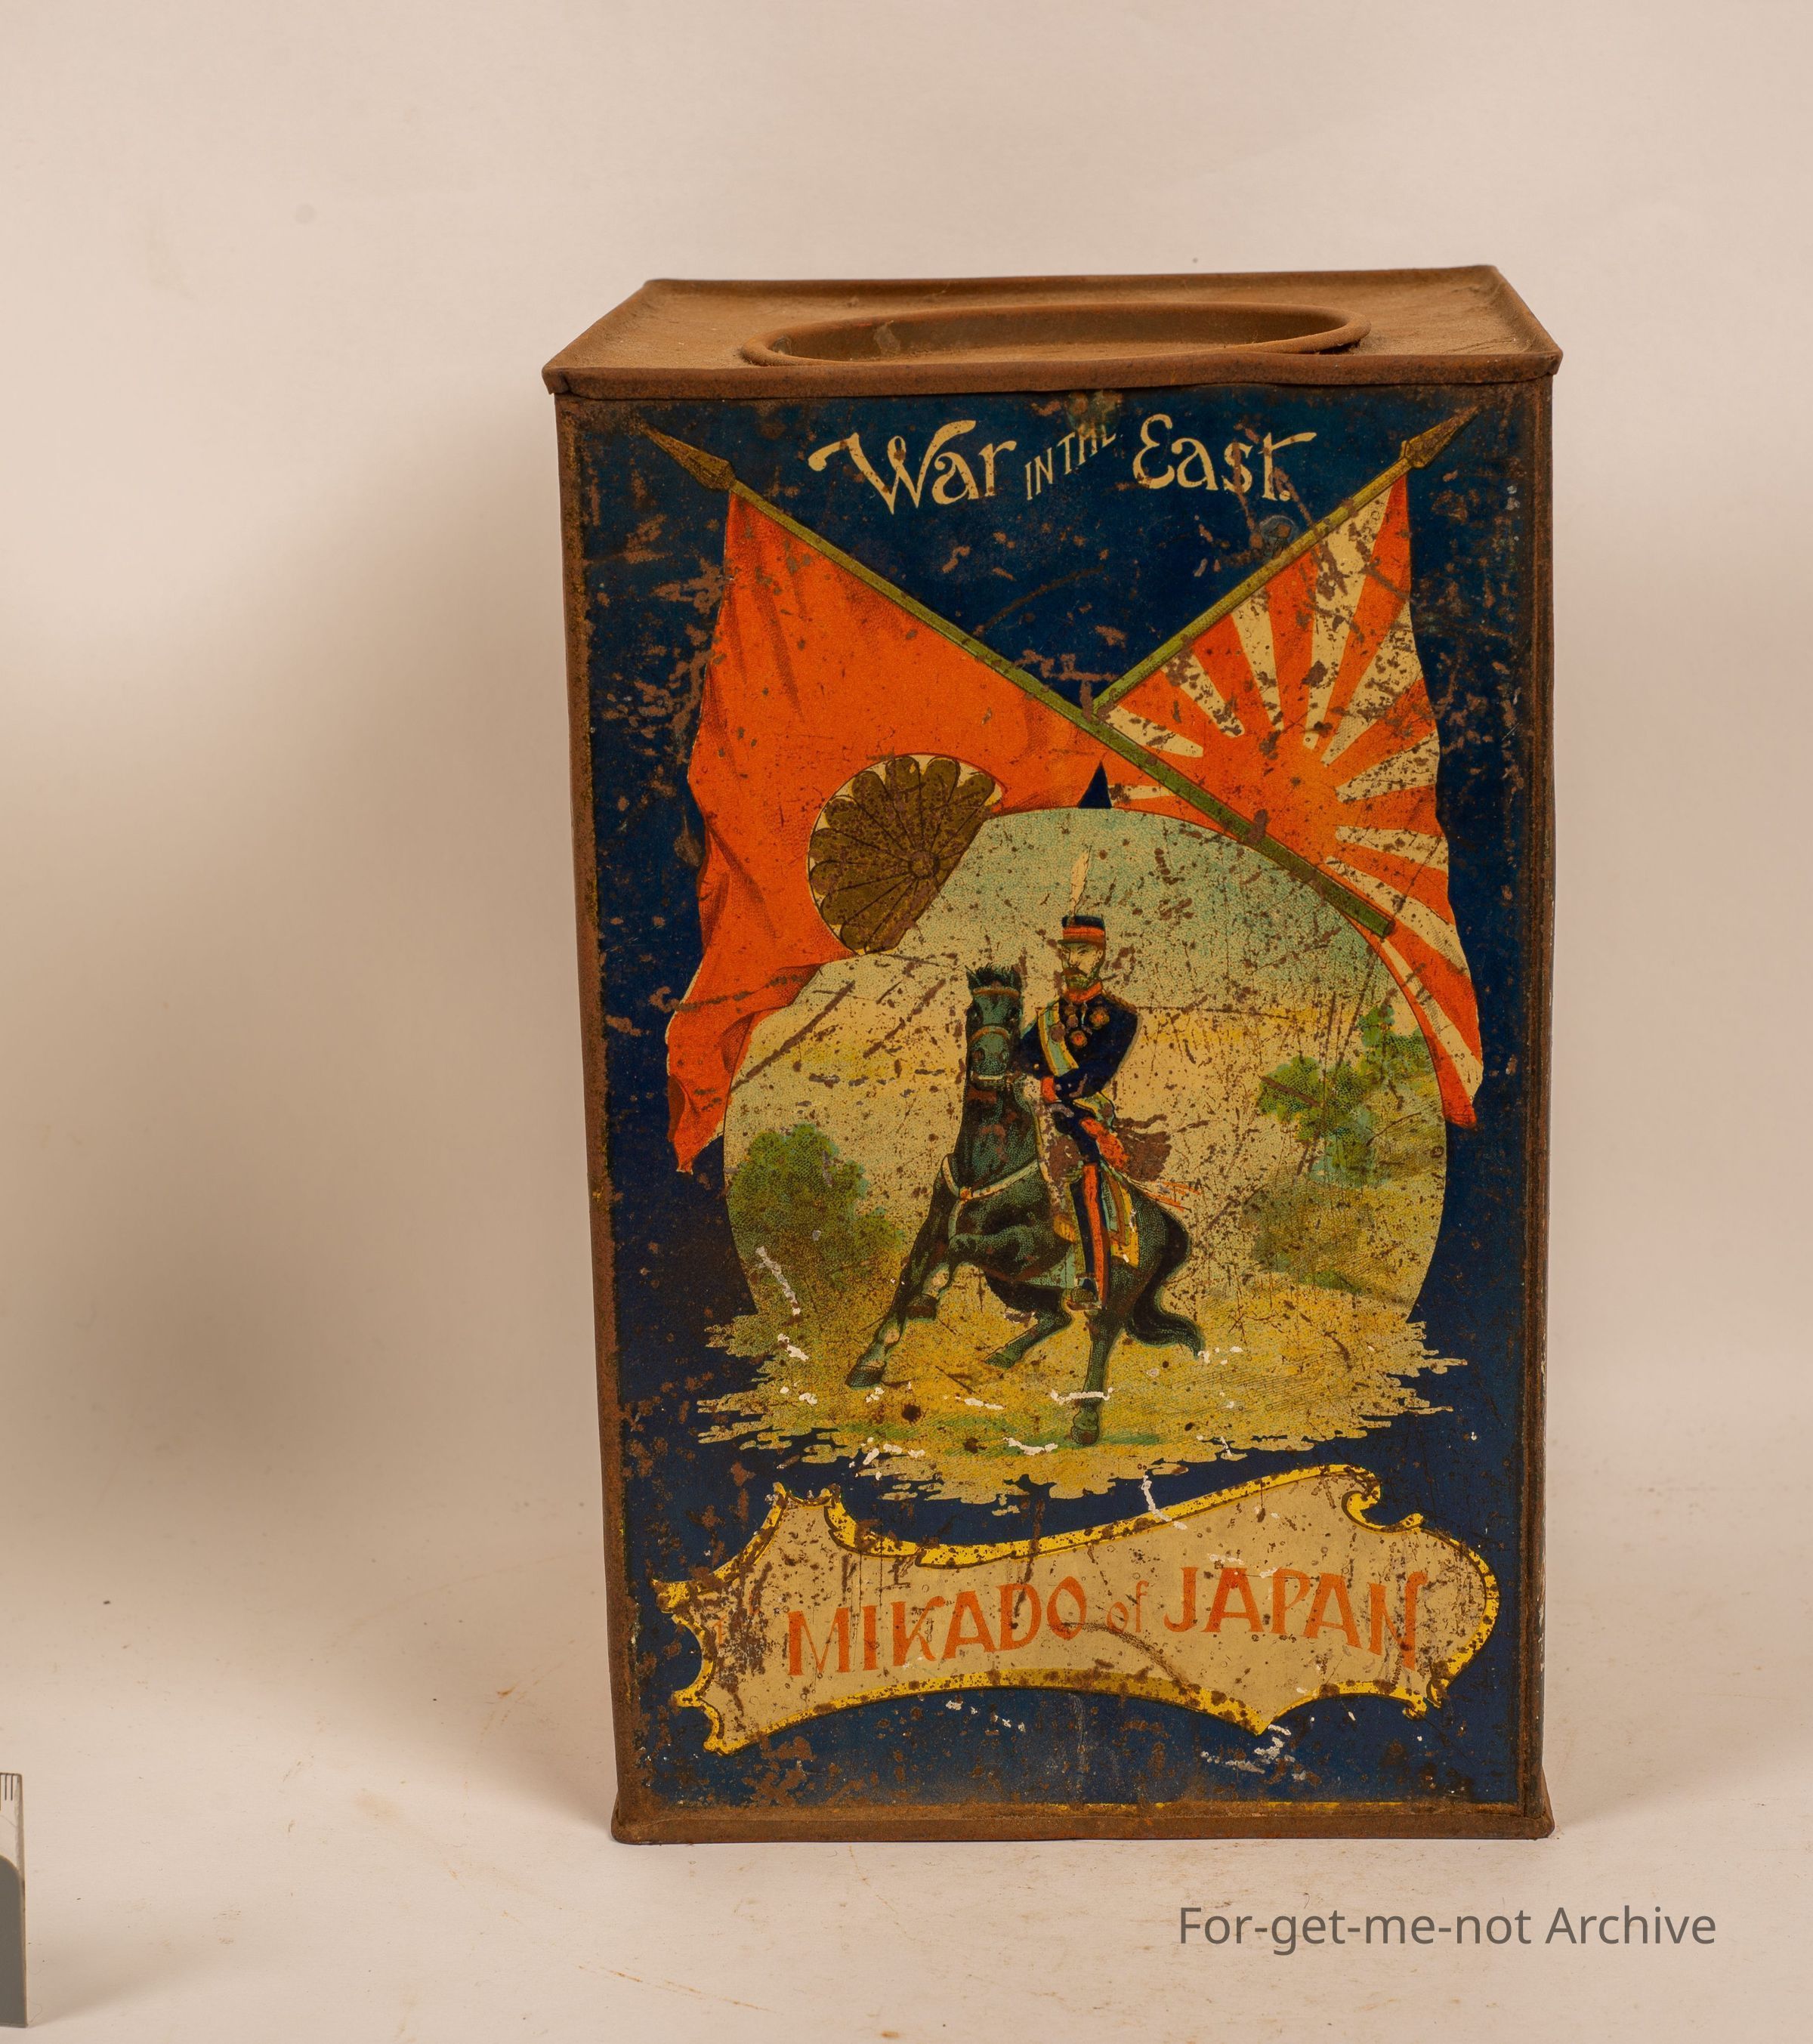 War IN THE East.
MIKADO of JAPAN
For-get-me-not Archive